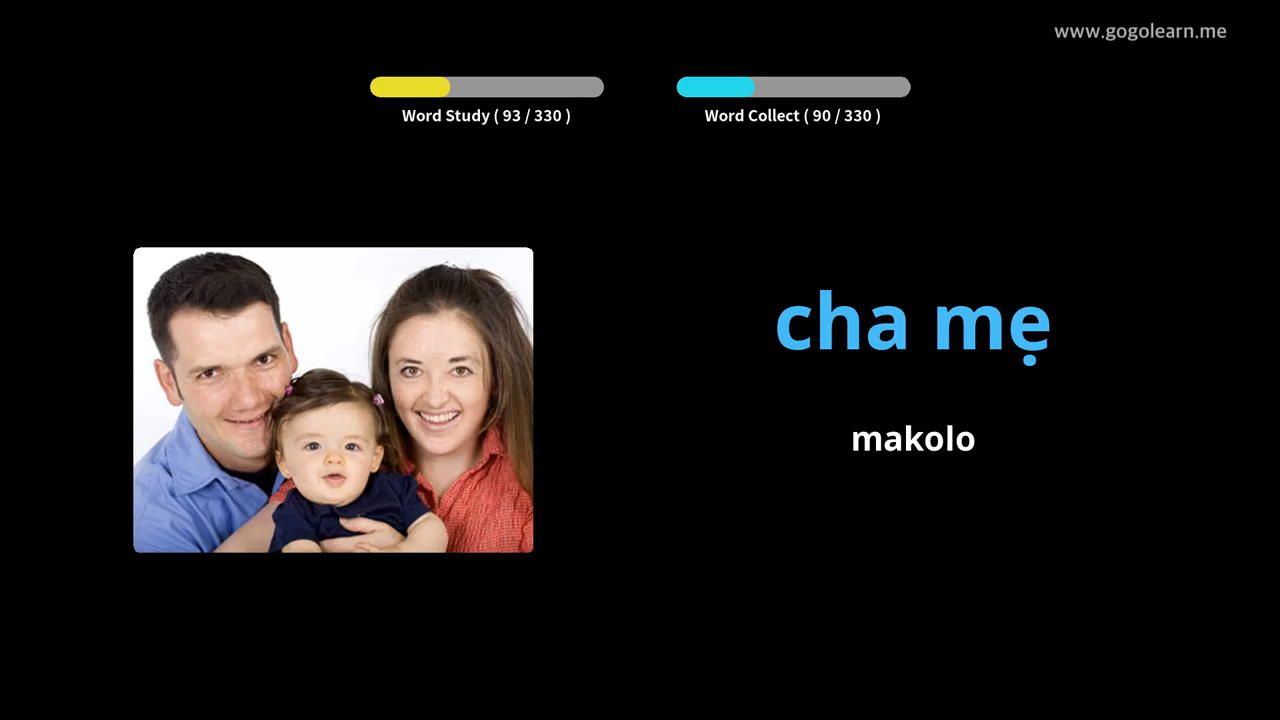 www.gogolearn.me
Word Study ( 93 / 330 )
Word Collect ( 90 / 330 )
cha mẹ
makolo